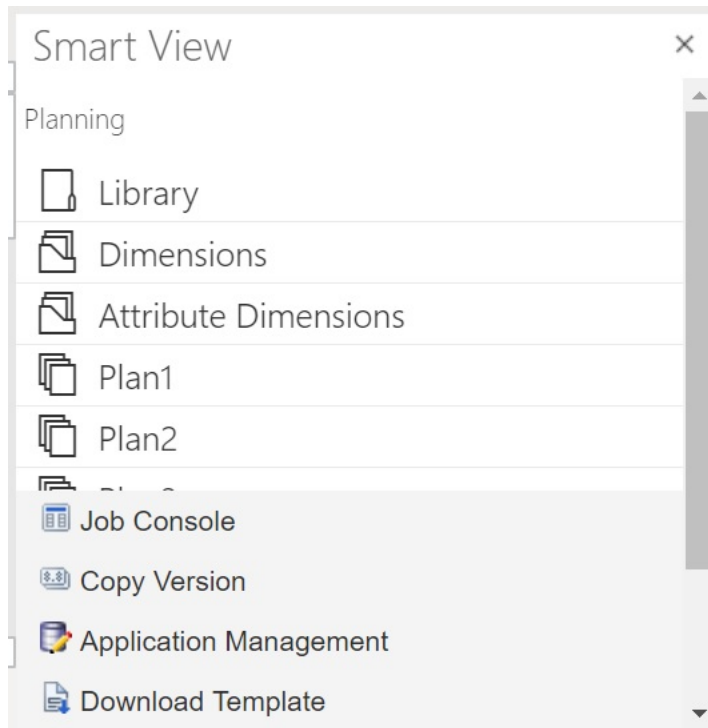 Smart View
Planning
Library
Dimensions
Attribute Dimensions
Plan1
Plan2
Job Console
Copy Version
Application Management
Download Template